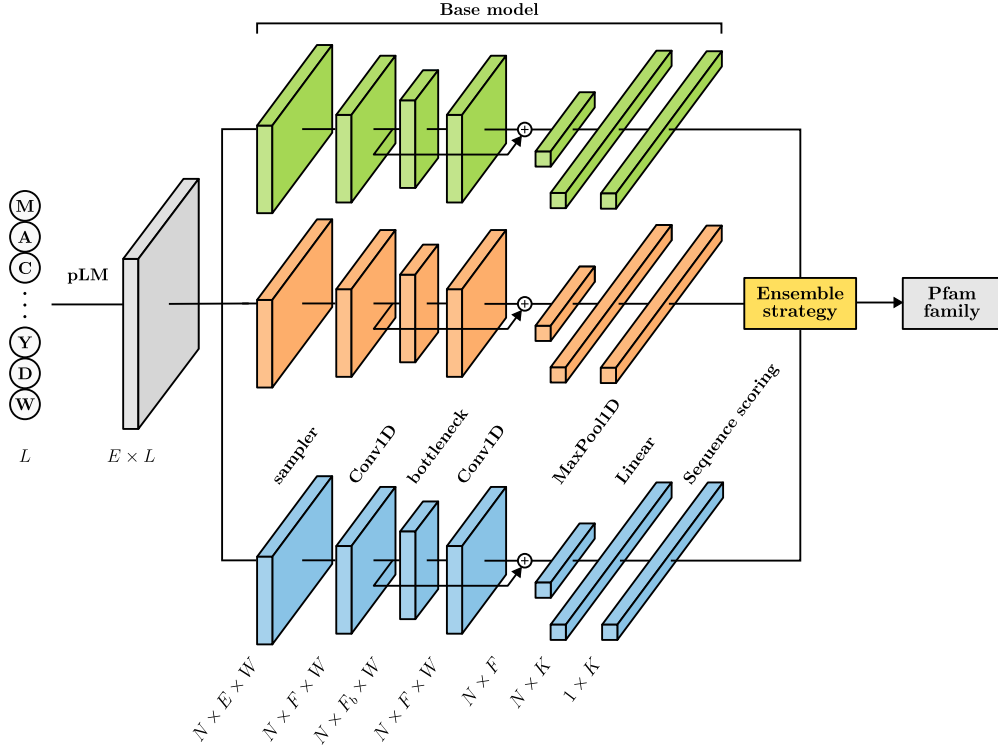 Base model
M
A
C
⋮
Y
D
W
L
pLM
E × L
Ensemble
strategy
Pfam
family
sampler
Conv1D
bottleneck
Conv1D
MaxPool1D
Linear
Sequence scoring
N × E × W
N × F × W
N × F_b × W
N × F × W
N × F
N × K
1 × K
+
+
+